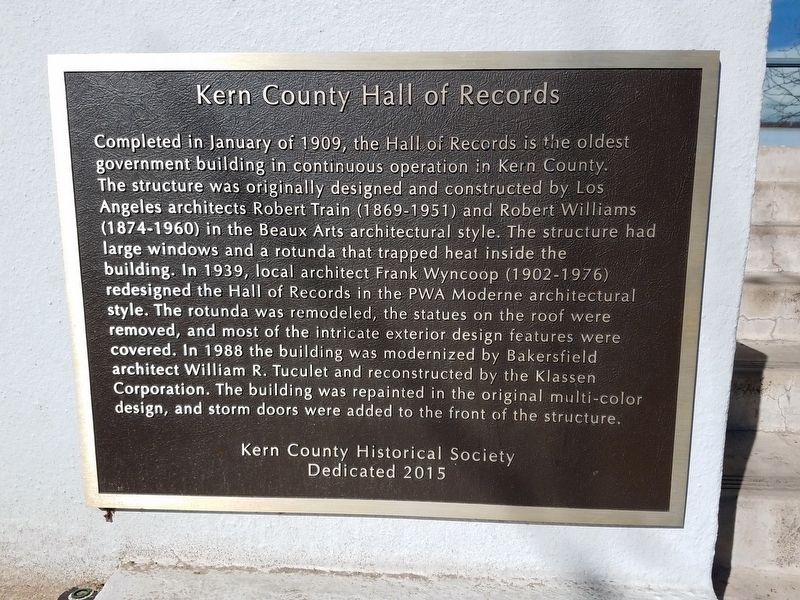 Kern County Hall of Records
Completed in January of 1909, the Hall of Records is the oldest
government building in continuous operation in Kern County.
The structure was originally designed and constructed by Los
Angeles architects Robert Train (1869-1951) and Robert Williams
(1874-1960) in the Beaux Arts architectural style. The structure had
large windows and a rotunda that trapped heat inside the
building. In 1939, local architect Frank Wyncoop (1902-1976)
redesigned the Hall of Records in the PWA Moderne architectural
style. The rotunda was remodeled, the statues on the roof were
removed, and most of the intricate exterior design features were
covered. In 1988 the building was modernized by Bakersfield
architect William R. Tuculet and reconstructed by the Klassen
Corporation. The building was repainted in the original multi-color
design, and storm doors were added to the front of the structure.
Kern County Historical Society
Dedicated 2015